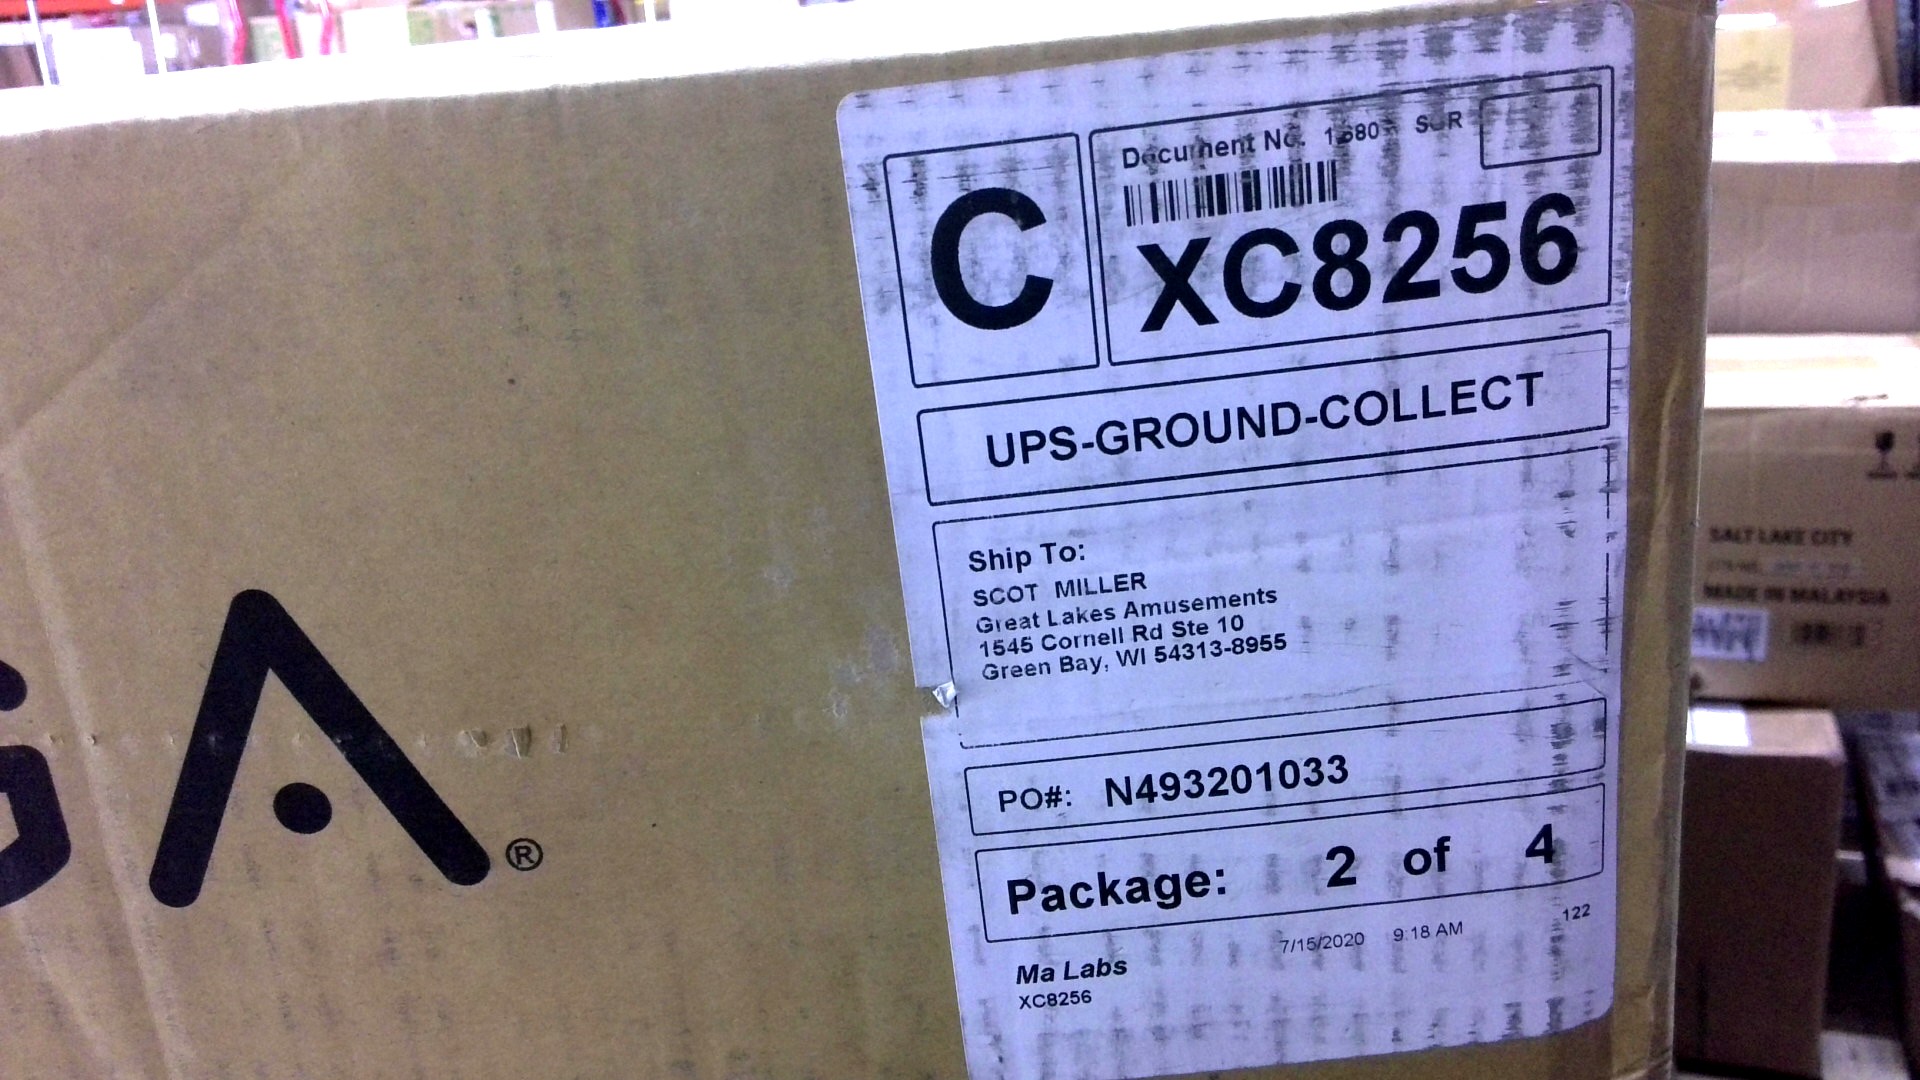 C
Document No.
XC8256
UPS-GROUND-COLLECT
Ship To:
SCOT MILLER
Great Lakes Amusements
1545 Cornell Rd Ste 10
Green Bay, WI 54313-8955
PO#: N493201033
Package: 2 of 4
7/15/2020 9:18 AM 122
Ma Labs
XC8256
GA®
SALT LAKE CITY
MADE IN MALAYSIA